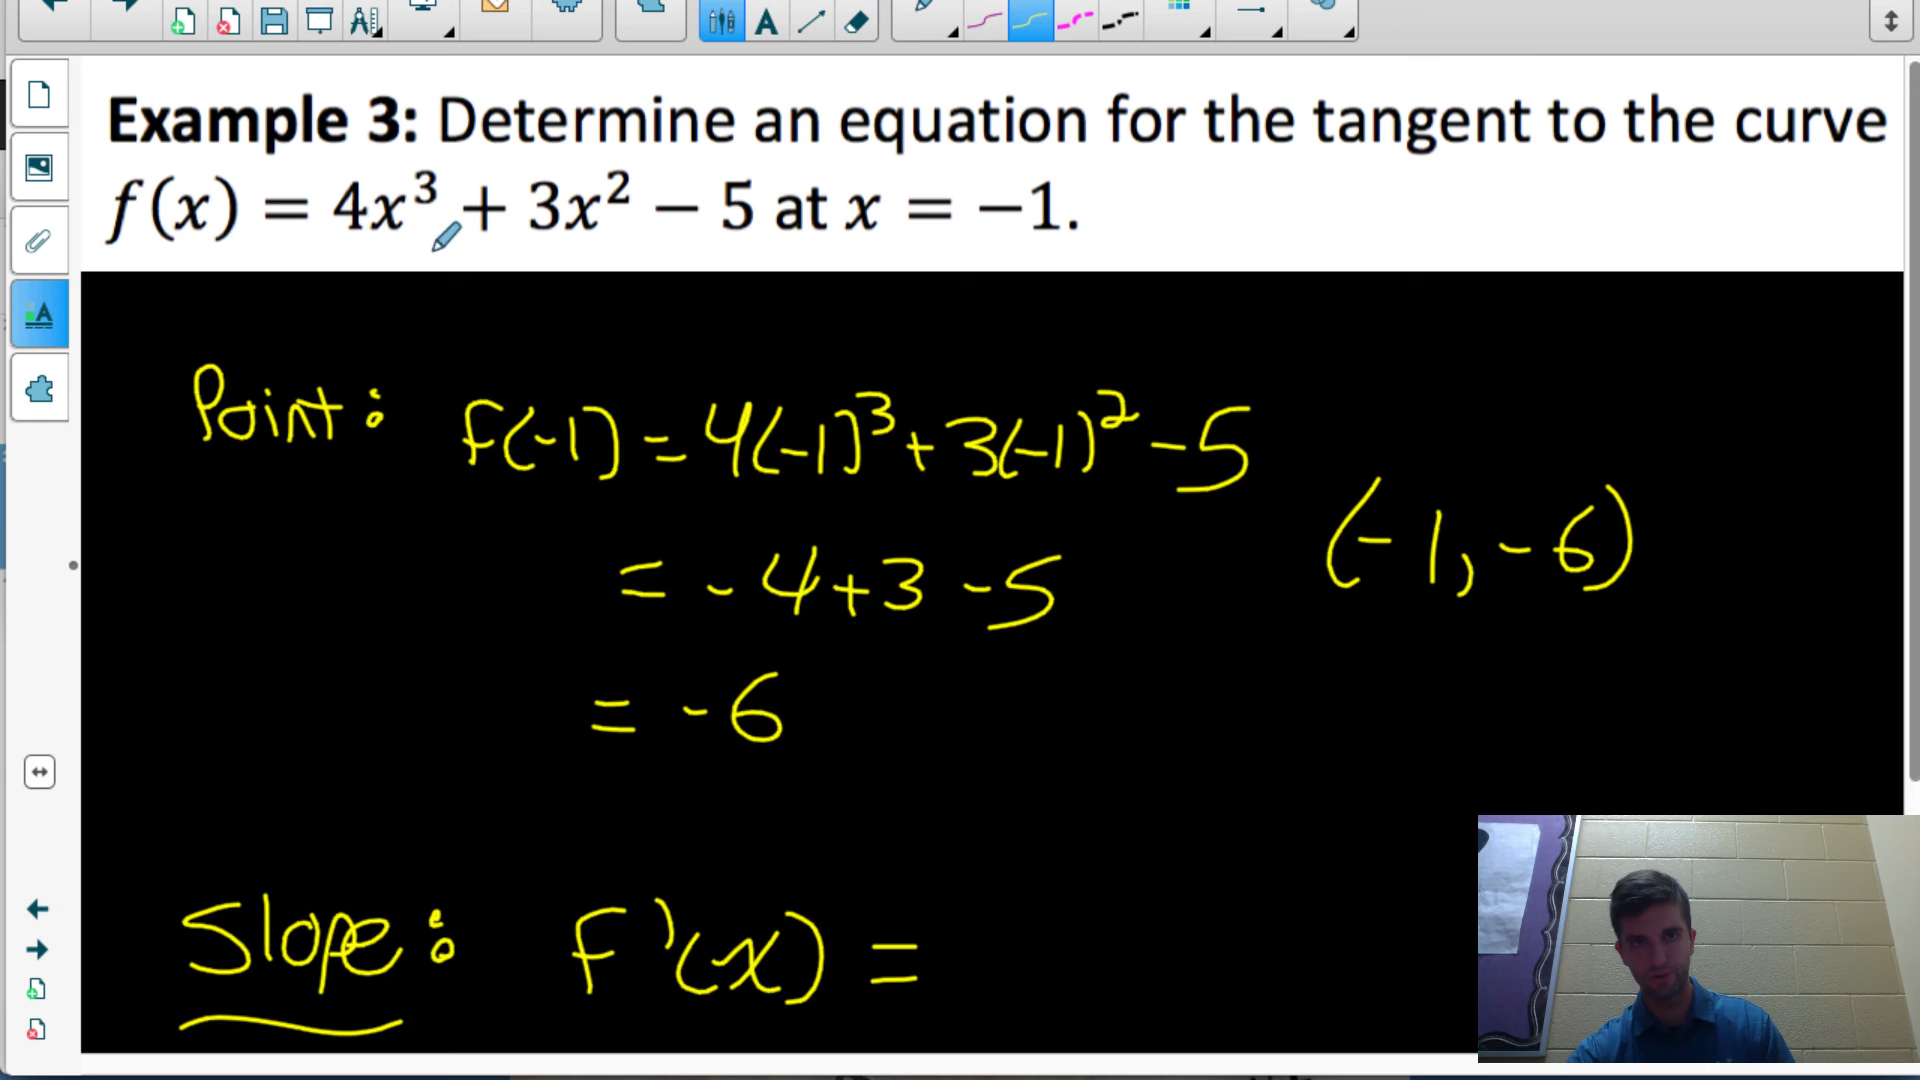 Example 3: Determine an equation for the tangent to the curve
f(x) = 4x³ + 3x² − 5 at x = −1.
Point: f(-1) = 4(-1)³ + 3(-1)² - 5
(-1, -6)
= -4+3-5
= -6
Slope: f'(x) =